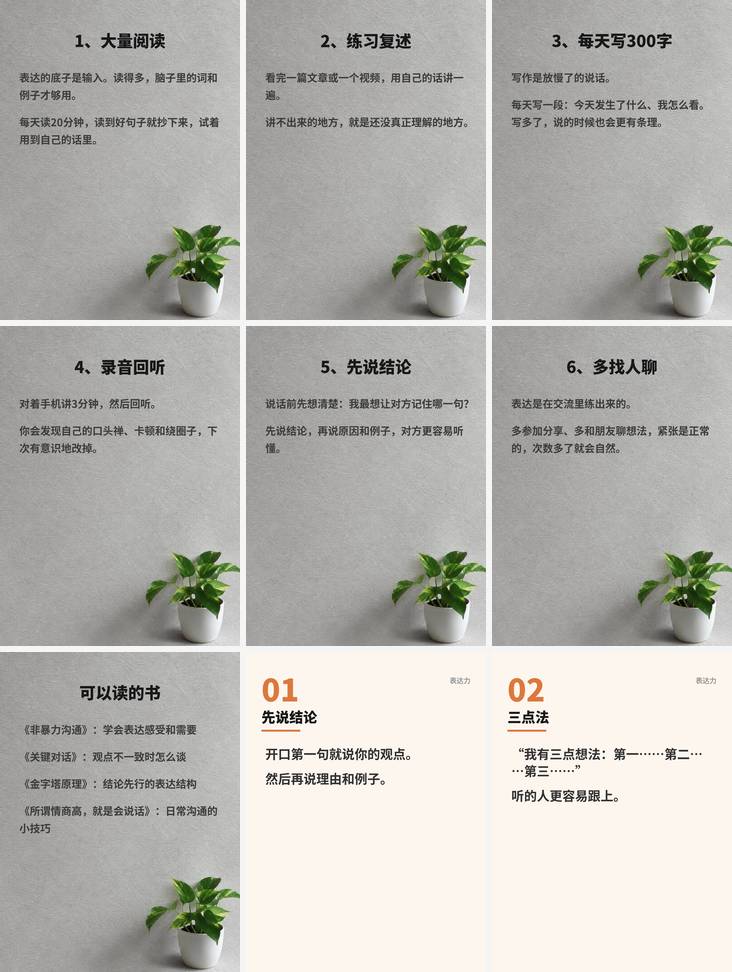 1、大量阅读
表达的底子是输入。读得多，脑子里的词和
例子才够用。
每天读20分钟，读到好句子就抄下来，试着
用到自己的话里。
2、练习复述
看完一篇文章或一个视频，用自己的话讲一
遍。
讲不出来的地方，就是还没真正理解的地方。
3、每天写300字
写作是放慢了的说话。
每天写一段：今天发生了什么、我怎么看。
写多了，说的时候也会更有条理。
4、录音回听
对着手机讲3分钟，然后回听。
你会发现自己的口头禅、卡顿和绕圈子，下
次有意识地改掉。
5、先说结论
说话前先想清楚：我最想让对方记住哪一句？
先说结论，再说原因和例子，对方更容易听
懂。
6、多找人聊
表达是在交流里练出来的。
多参加分享、多和朋友聊想法，紧张是正常
的，次数多了就会自然。
可以读的书
《非暴力沟通》：学会表达感受和需要
《关键对话》：观点不一致时怎么谈
《金字塔原理》：结论先行的表达结构
《所谓情商高，就是会说话》：日常沟通的
小技巧
01
表达力
先说结论
开口第一句就说你的观点。
然后再说理由和例子。
02
表达力
三点法
“我有三点想法：第一……第二…
…第三……”
听的人更容易跟上。